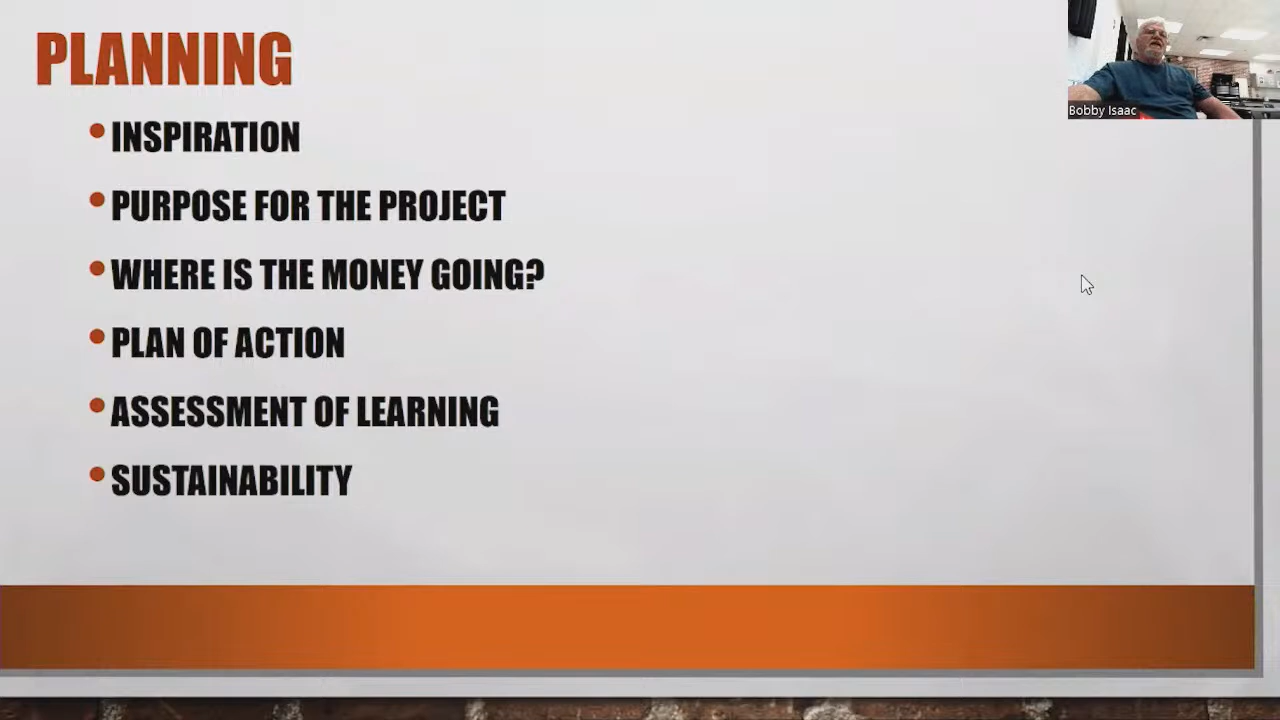 PLANNING
INSPIRATION
PURPOSE FOR THE PROJECT
WHERE IS THE MONEY GOING?
PLAN OF ACTION
ASSESSMENT OF LEARNING
SUSTAINABILITY
Bobby Isaac